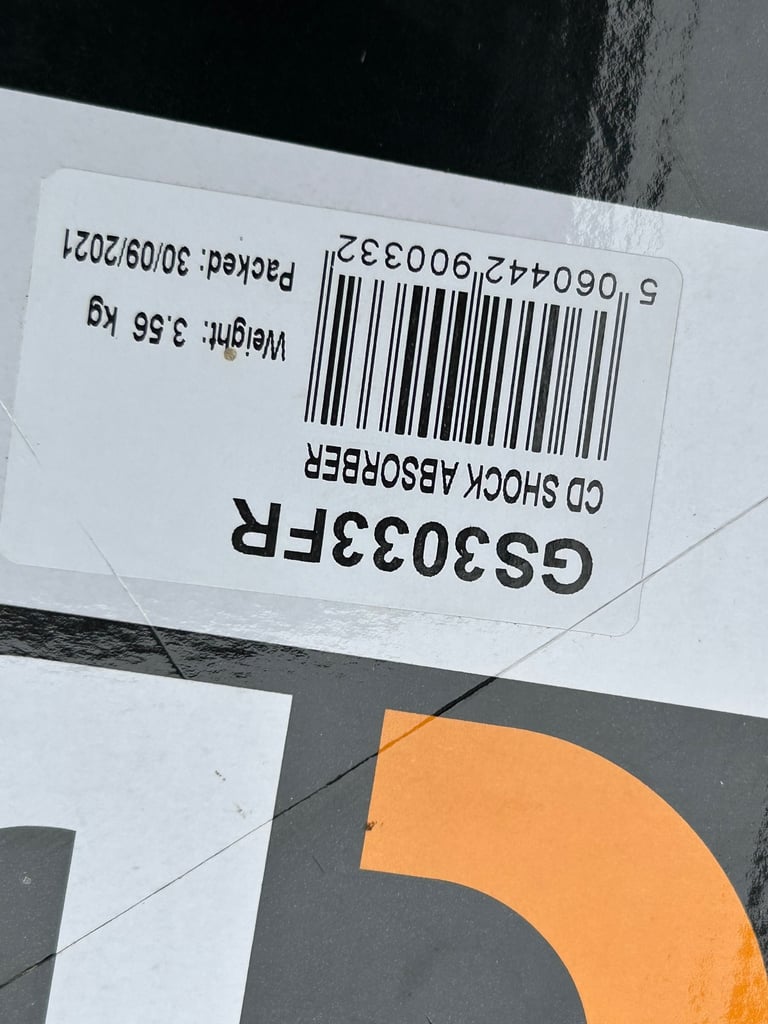 GS3033FR
CD SHOCK ABSORBER
5 060442 900332
Weight: 3.56 kg
Packed: 30/09/2021